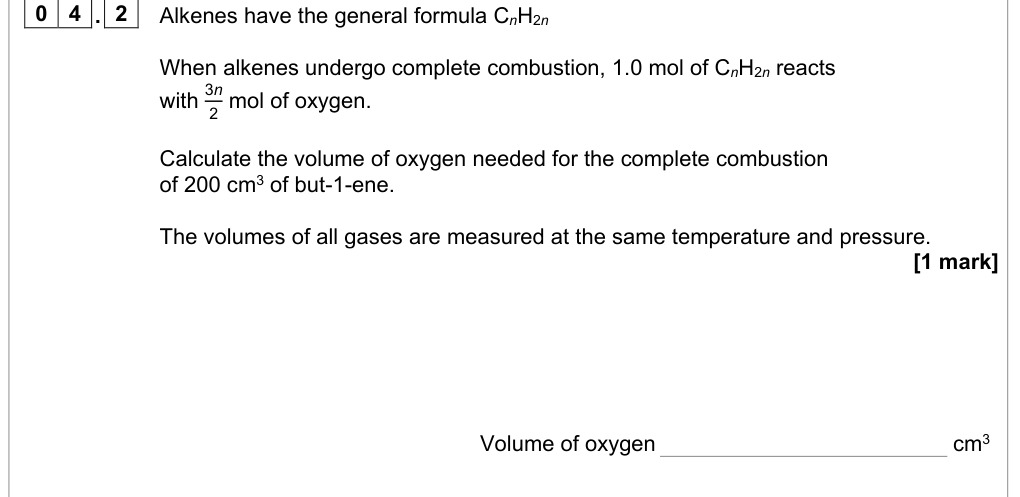 0 4 . 2 Alkenes have the general formula CₙH₂ₙ
When alkenes undergo complete combustion, 1.0 mol of CₙH₂ₙ reacts
with 3n/2 mol of oxygen.
Calculate the volume of oxygen needed for the complete combustion
of 200 cm³ of but-1-ene.
The volumes of all gases are measured at the same temperature and pressure.
[1 mark]
Volume of oxygen cm³